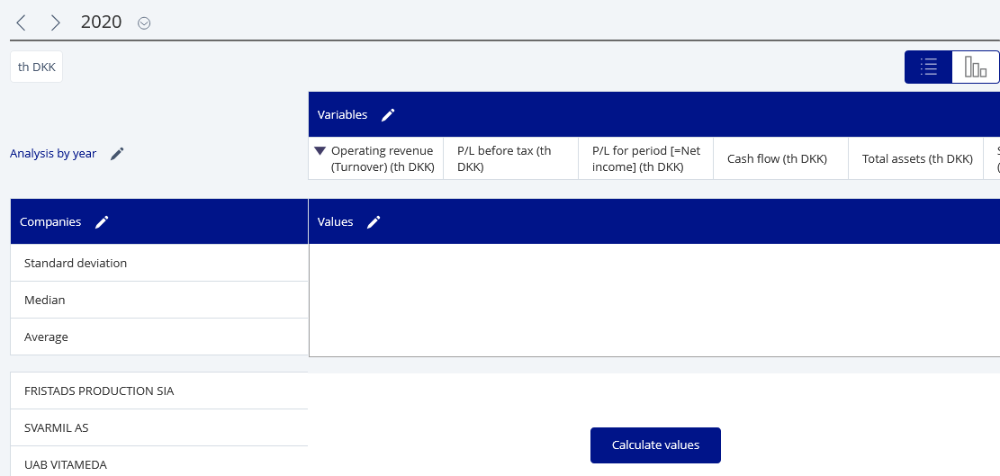 2020
th DKK
Variables
Analysis by year
Operating revenue
(Turnover) (th DKK)
P/L before tax (th
DKK)
P/L for period [=Net
income] (th DKK)
Cash flow (th DKK)
Total assets (th DKK)
Companies
Values
Standard deviation
Median
Average
FRISTADS PRODUCTION SIA
SVARMIL AS
Calculate values
UAB VITAMEDA